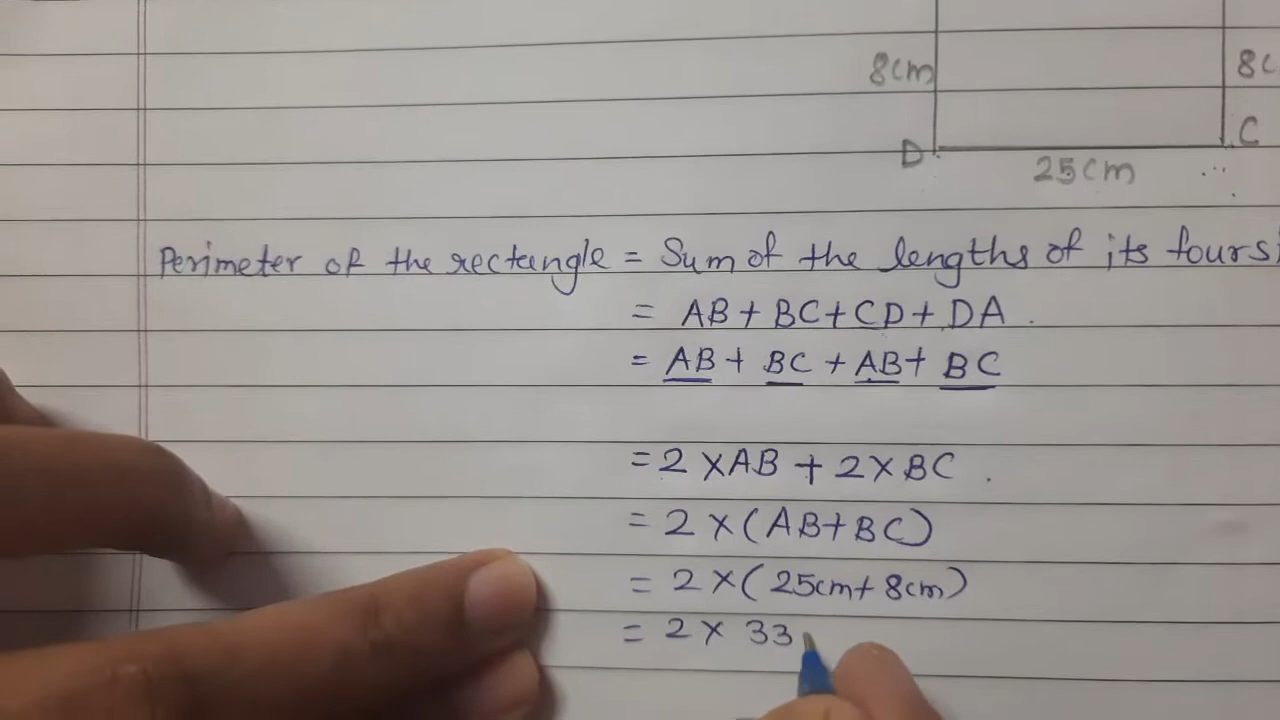 8cm 8c
D C
25cm
Perimeter of the rectangle = Sum of the lengths of its fours
= AB + BC + CD + DA .
= AB + BC + AB + BC
= 2 × AB + 2 × BC .
= 2 × (AB + BC)
= 2 × (25cm + 8cm)
= 2 × 33